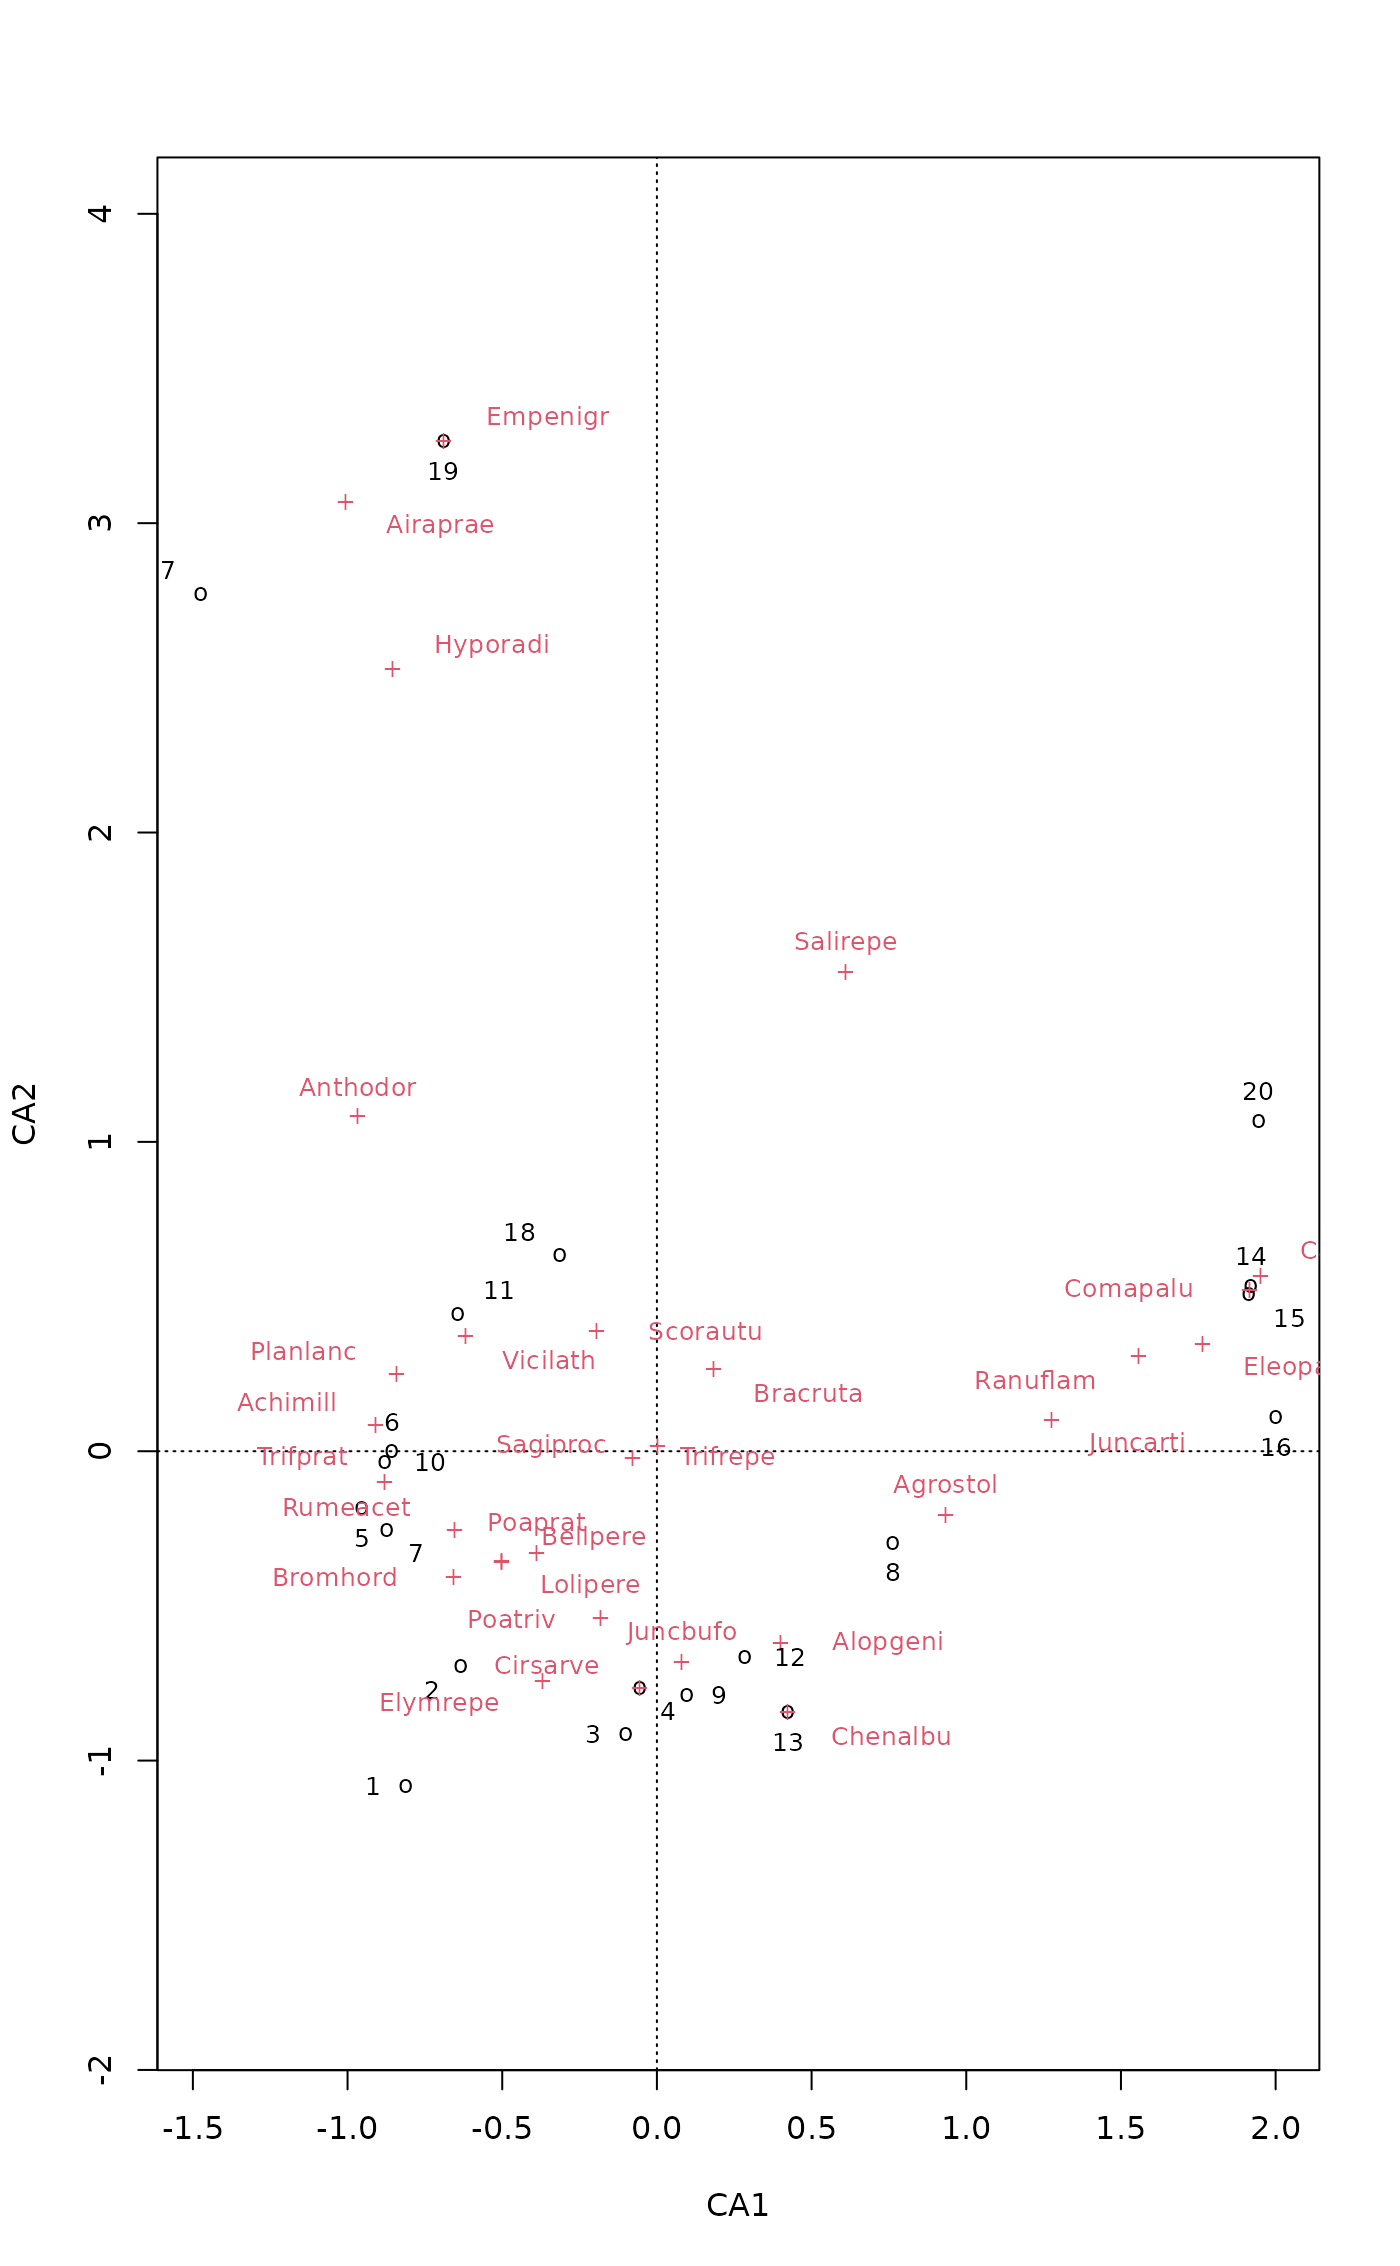 4
3
2
1
0
-1
-2
CA2
Empenigr
19
Airaprae
7
Hyporadi
Salirepe
Anthodor
20
18
14
C
11
Comapalu
15
Scorautu
Planlanc
Vicilath
Eleopa
Ranuflam
Bracruta
Achimill
6
Sagiproc
Juncarti
16
Trifprat
10
Trifrepe
Agrostol
Rumeacet
Poaprat
5
Bellpere
7
8
Bromhord
Lolipere
Poatriv
Juncbufo
Alopgeni
12
Cirsarve
2
9
Elymrepe
4
3
Chenalbu
13
1
-1.5 -1.0 -0.5 0.0 0.5 1.0 1.5 2.0
CA1